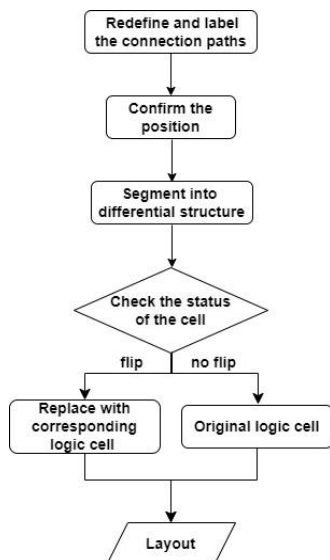 Redefine and label
the connection paths
Confirm the
position
Segment into
differential structure
Check the status
of the cell
flip
no flip
Replace with
corresponding
logic cell
Original logic cell
Layout